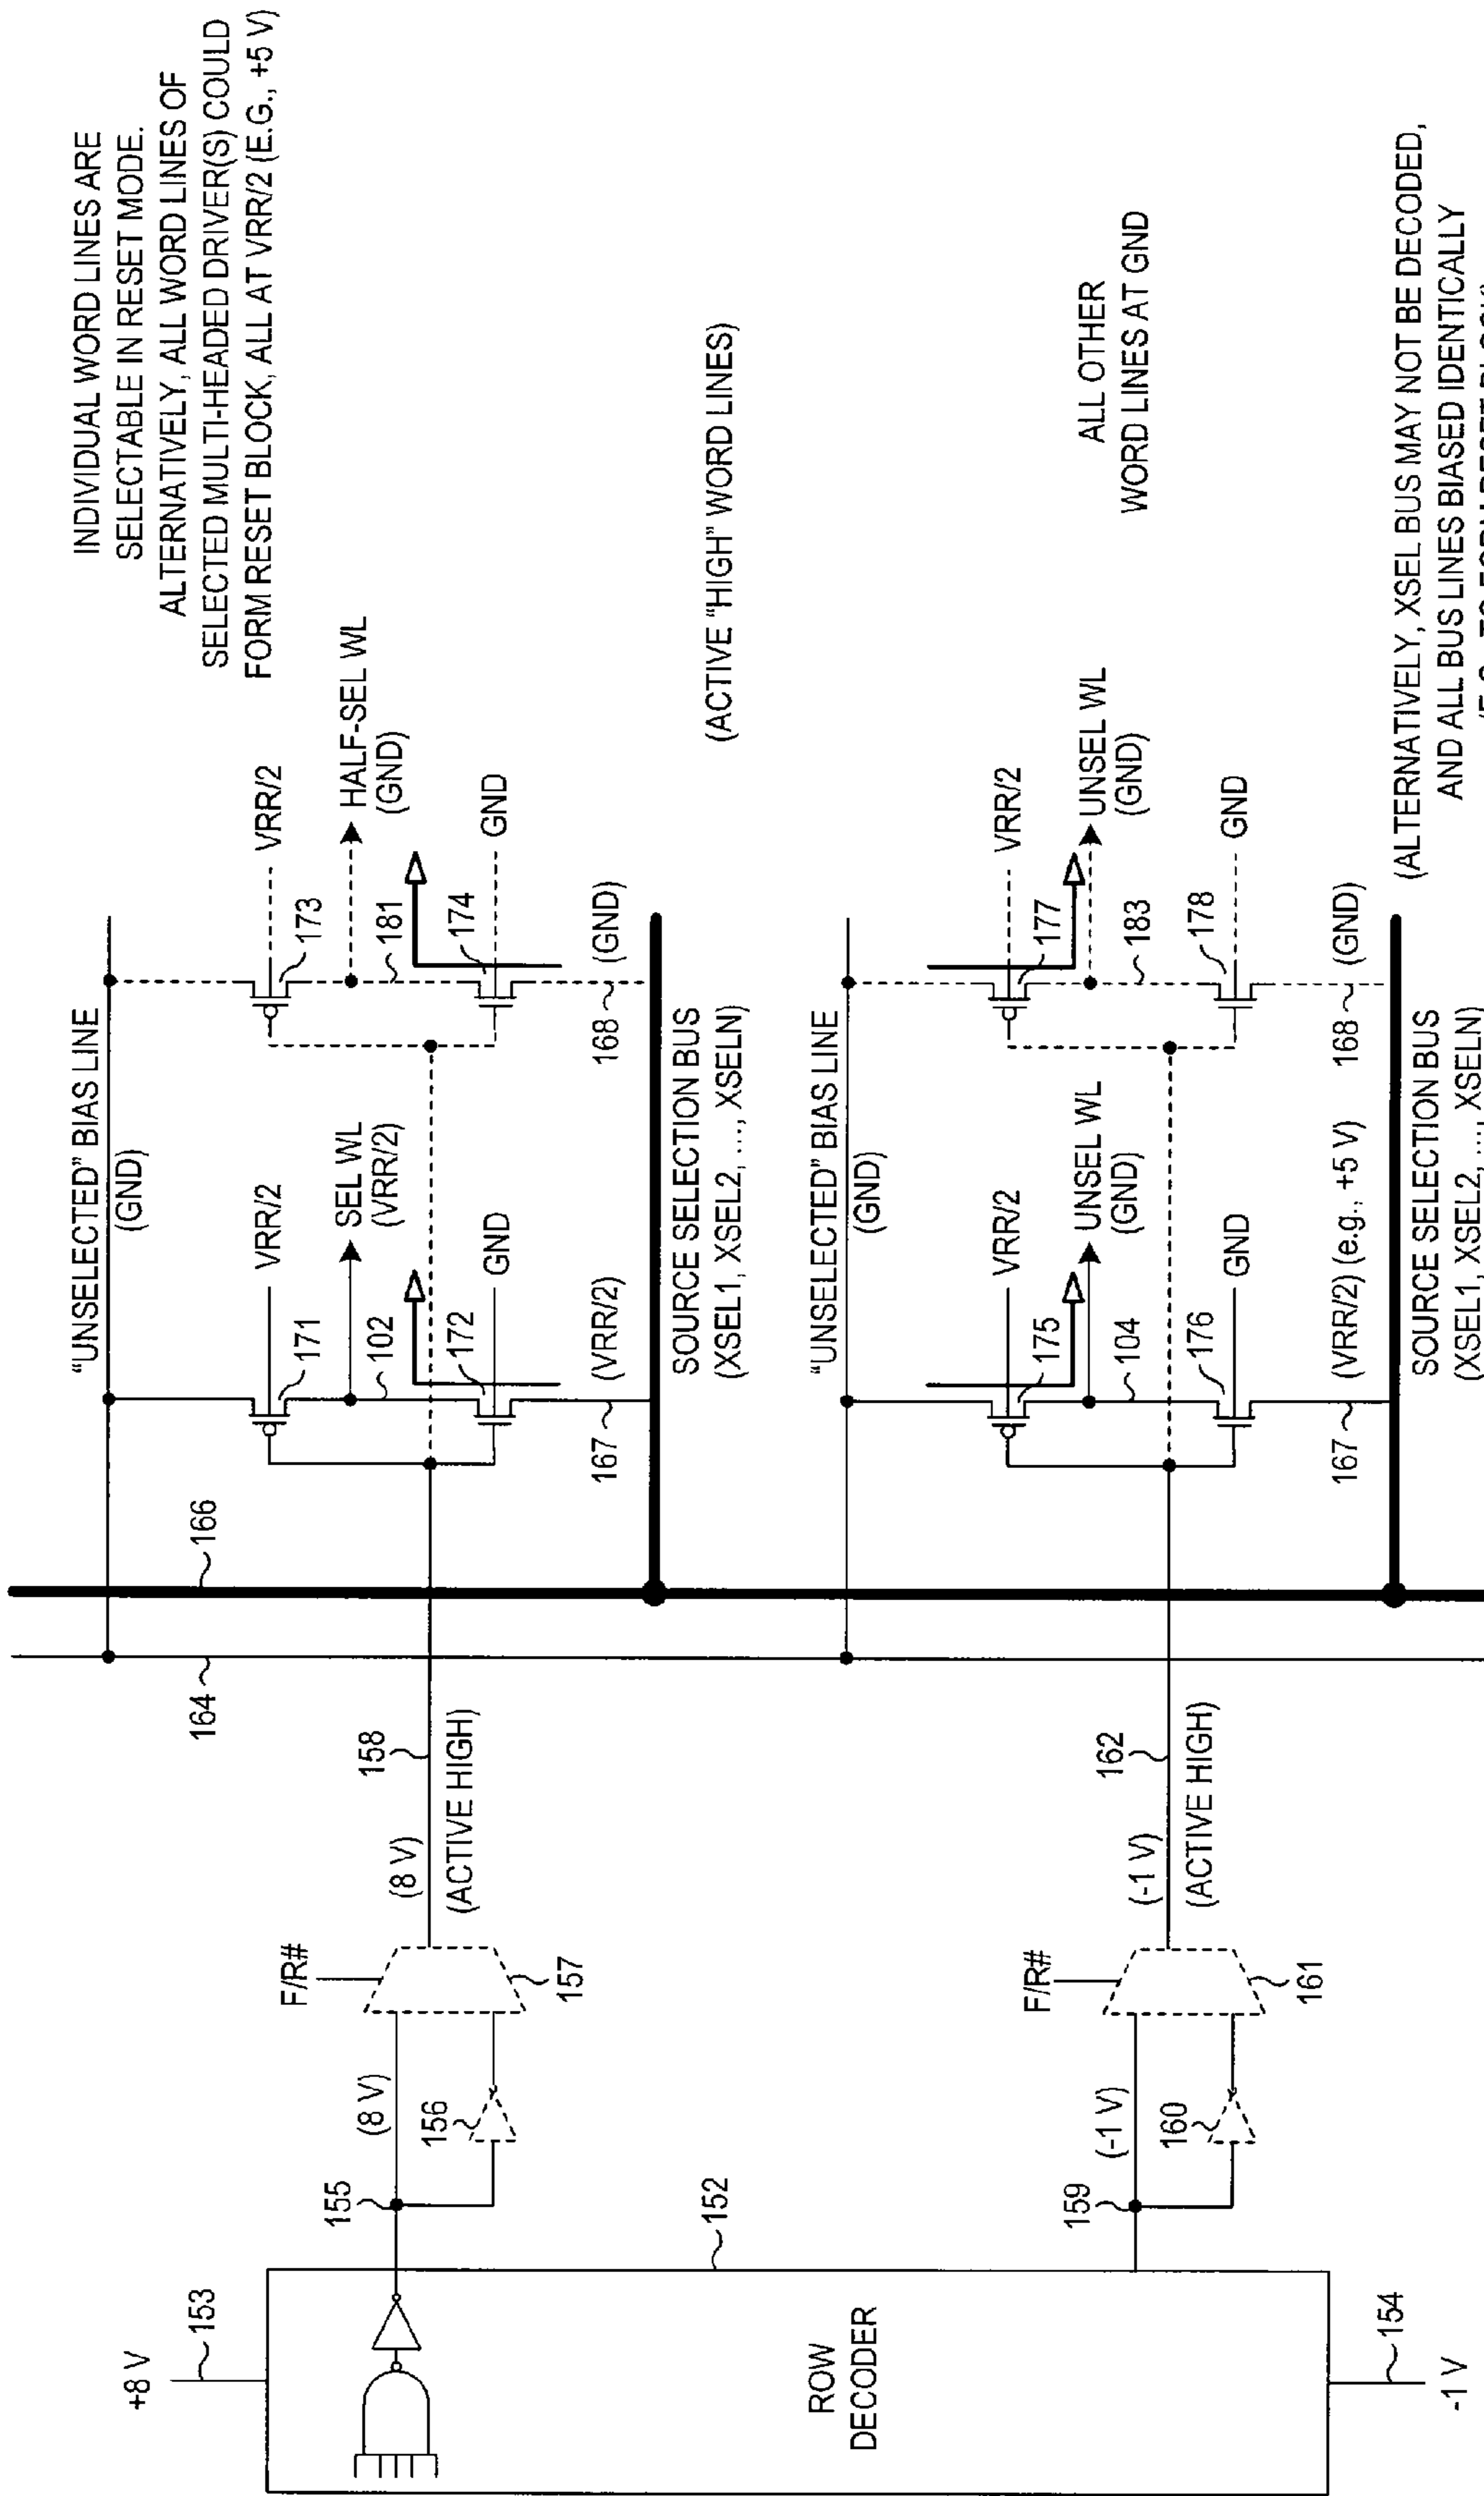 +8 V
153
152
ROW
DECODER
154
-1 V
155
(8 V)
156
F/R#
157
(8 V)
(ACTIVE HIGH)
158
159
(-1 V)
160
F/R#
161
(-1 V)
(ACTIVE HIGH)
162
164
166
"UNSELECTED" BIAS LINE
(GND)
VRR/2
171
SEL WL
(VRR/2)
102
172
GND
167
(VRR/2)
VRR/2
173
HALF-SEL WL
(GND)
181
174
GND
168
(GND)
SOURCE SELECTION BUS
(XSEL1, XSEL2, ..., XSELN)
"UNSELECTED" BIAS LINE
(GND)
VRR/2
175
UNSEL WL
(GND)
104
176
GND
167
(VRR/2) (e.g., +5 V)
VRR/2
177
UNSEL WL
(GND)
183
178
GND
168
(GND)
SOURCE SELECTION BUS
(XSEL1, XSEL2, ..., XSELN)
INDIVIDUAL WORD LINES ARE
SELECTABLE IN RESET MODE.
ALTERNATIVELY, ALL WORD LINES OF
SELECTED MULTI-HEADED DRIVER(S) COULD
FORM RESET BLOCK, ALL AT VRR/2 (E.G., +5 V)
(ACTIVE "HIGH" WORD LINES)
ALL OTHER
WORD LINES AT GND
(ALTERNATIVELY, XSEL BUS MAY NOT BE DECODED,
AND ALL BUS LINES BIASED IDENTICALLY